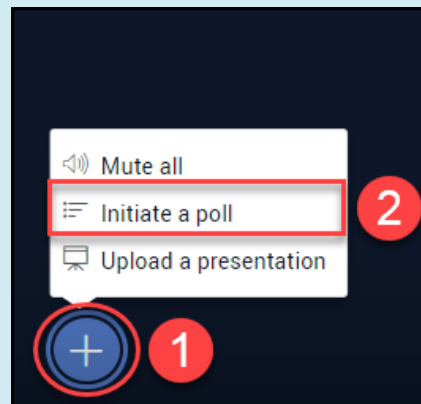 Mute all
Initiate a poll
2
Upload a presentation
1